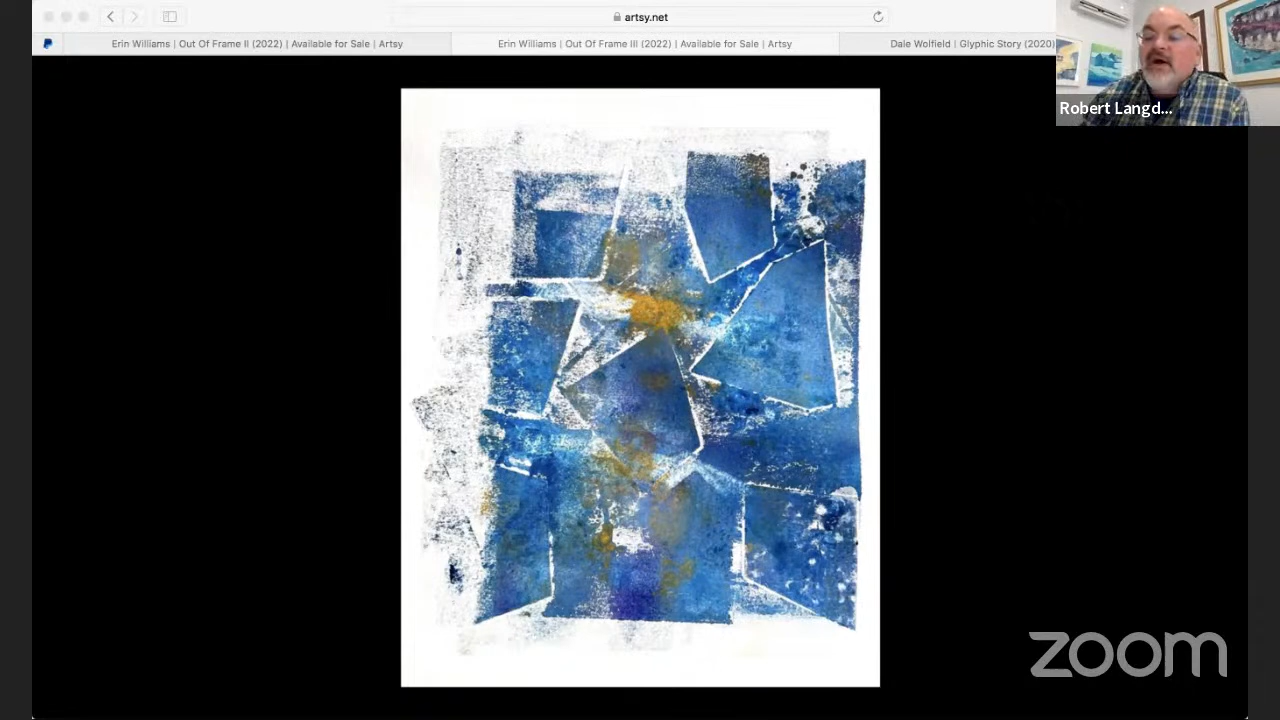 artsy.net
Erin Williams | Out Of Frame II (2022) | Available for Sale | Artsy
Erin Williams | Out Of Frame III (2022) | Available for Sale | Artsy
Dale Wolfield | Glyphic Story (2020)
Robert Langd...
zoom